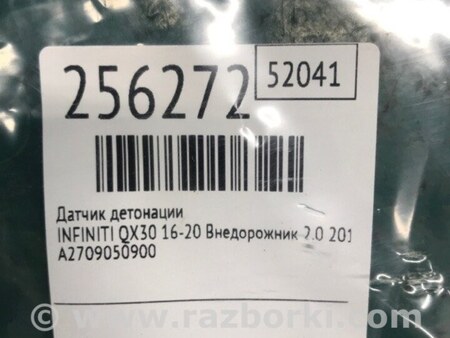 256272
52041
Датчик детонации
INFINITI QX30 16-20 Внедорожник 2.0 201
A2709050900
© www.razborki.com